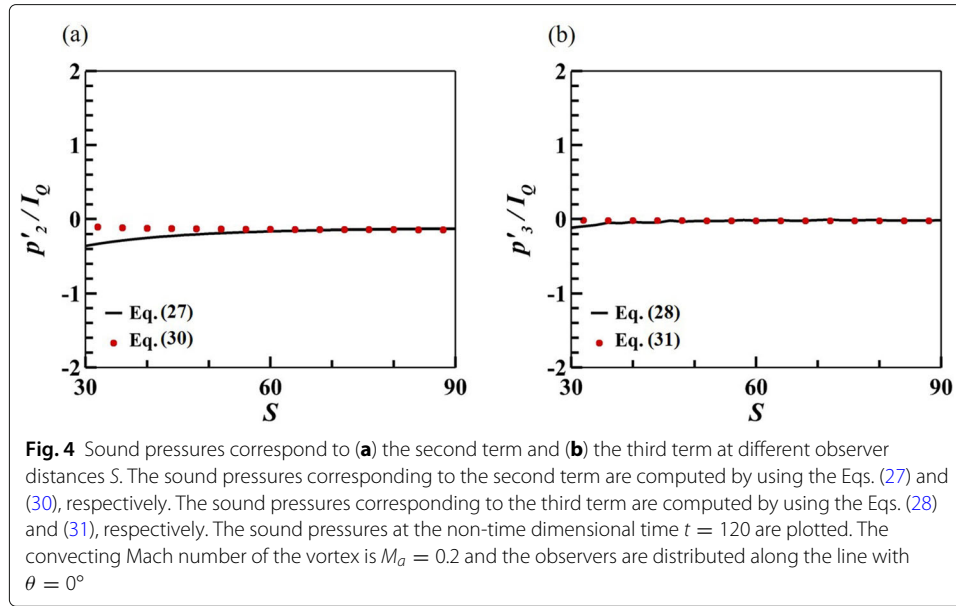 (a)
2
1
0
-1
-2
p'₂ / I_Q
Eq. (27)
Eq. (30)
30
60
90
S
(b)
2
1
0
-1
-2
p'₃ / I_Q
Eq. (28)
Eq. (31)
30
60
90
S
Fig. 4 Sound pressures correspond to (a) the second term and (b) the third term at different observer
distances S. The sound pressures corresponding to the second term are computed by using the Eqs. (27) and
(30), respectively. The sound pressures corresponding to the third term are computed by using the Eqs. (28)
and (31), respectively. The sound pressures at the non-time dimensional time t = 120 are plotted. The
convecting Mach number of the vortex is Mₐ = 0.2 and the observers are distributed along the line with
θ = 0°